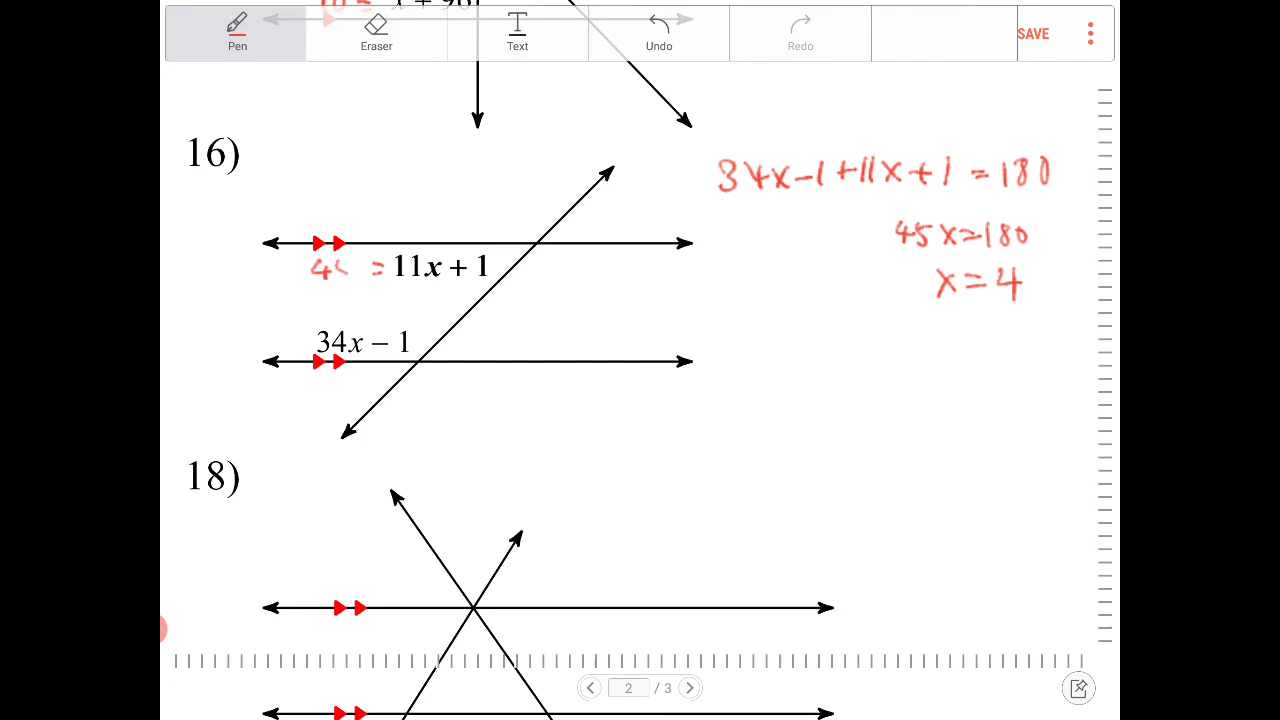 Pen
Eraser
Text
Undo
Redo
SAVE
16)
34x-1+11x+1=180
45x=180
x=4
= 11x + 1
34x − 1
18)
2 / 3